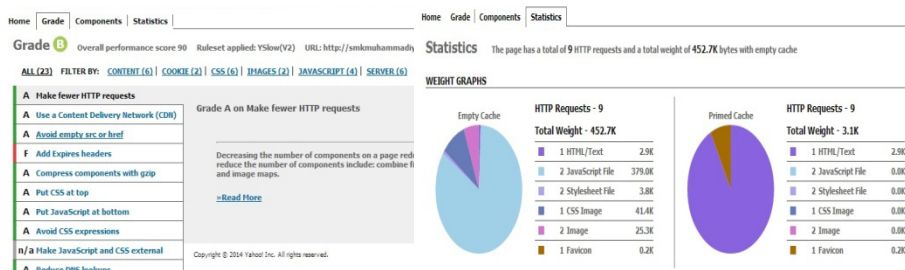 Home Grade Components Statistics
Grade B Overall performance score 90 Ruleset applied: YSlow(V2) URL: http://smkmuhammadiy
ALL (23) FILTER BY: CONTENT (6) | COOKIE (2) | CSS (6) | IMAGES (2) | JAVASCRIPT (4) | SERVER (6)
A Make fewer HTTP requests
A Use a Content Delivery Network (CDN)
A Avoid empty src or href
F Add Expires headers
A Compress components with gzip
A Put CSS at top
A Put JavaScript at bottom
A Avoid CSS expressions
n/a Make JavaScript and CSS external
A Reduce DNS lookups
Grade A on Make fewer HTTP requests
Decreasing the number of components on a page redu
reduce the number of components include: combine fi
and image maps.
»Read More
Copyright © 2014 Yahoo! Inc. All rights reserved.
Home Grade Components Statistics
Statistics The page has a total of 9 HTTP requests and a total weight of 452.7K bytes with empty cache
WEIGHT GRAPHS
Empty Cache
HTTP Requests - 9
Total Weight - 452.7K
1 HTML/Text 2.9K
2 JavaScript File 379.0K
2 Stylesheet File 3.8K
1 CSS Image 41.4K
2 Image 25.3K
1 Favicon 0.2K
Primed Cache
HTTP Requests - 9
Total Weight - 3.1K
1 HTML/Text 2.9K
2 JavaScript File 0.0K
2 Stylesheet File 0.0K
1 CSS Image 0.0K
2 Image 0.0K
1 Favicon 0.2K